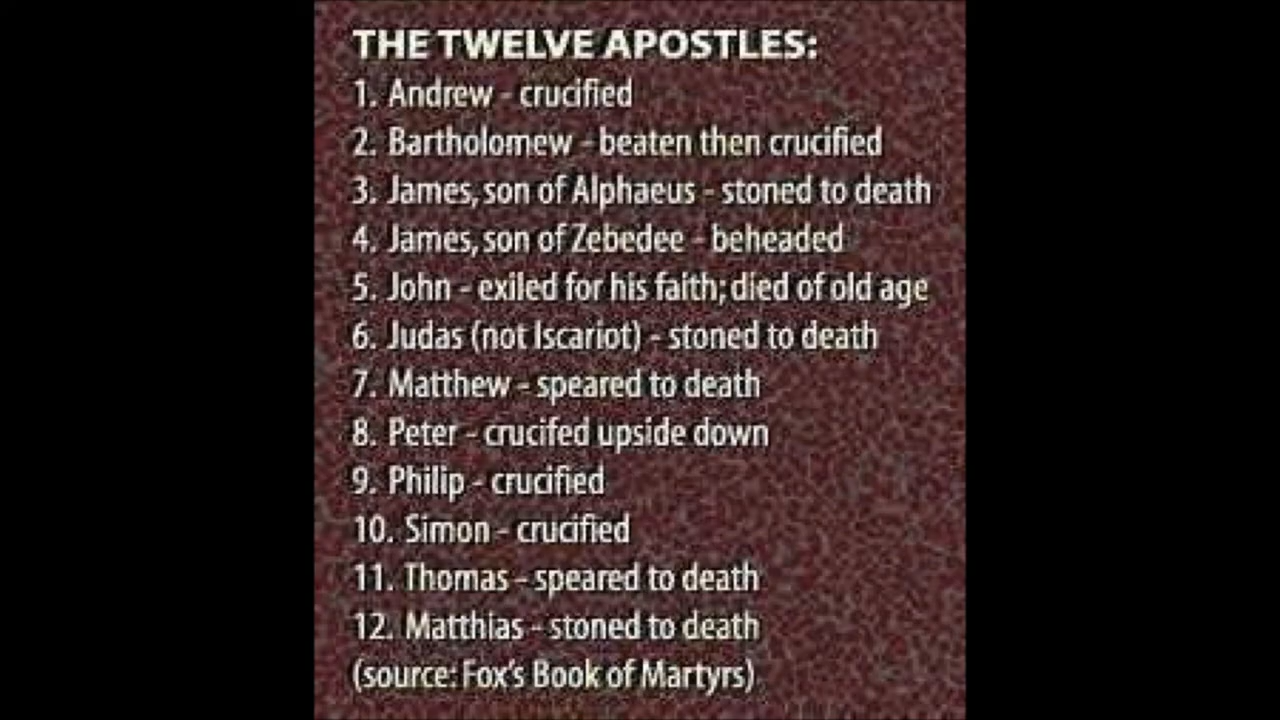 THE TWELVE APOSTLES:
1. Andrew - crucified
2. Bartholomew - beaten then crucified
3. James, son of Alphaeus - stoned to death
4. James, son of Zebedee - beheaded
5. John - exiled for his faith; died of old age
6. Judas (not Iscariot) - stoned to death
7. Matthew - speared to death
8. Peter - crucifed upside down
9. Philip - crucified
10. Simon - crucified
11. Thomas - speared to death
12. Matthias - stoned to death
(source: Fox's Book of Martyrs)